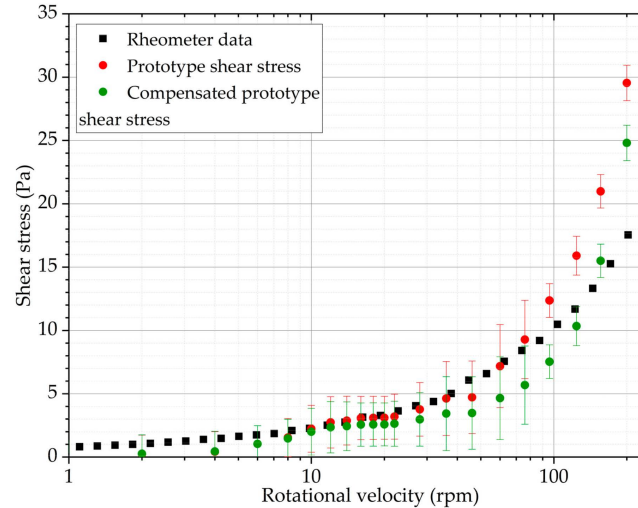 35
30
25
20
15
10
5
0
Shear stress (Pa)
Rheometer data
Prototype shear stress
Compensated prototype
shear stress
1
10
100
Rotational velocity (rpm)